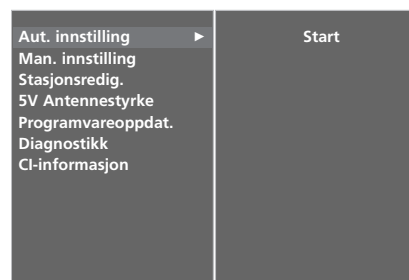 Aut. innstilling ► Start
Man. innstilling
Stasjonsredig.
5V Antennestyrke
Programvareoppdat.
Diagnostikk
CI-informasjon